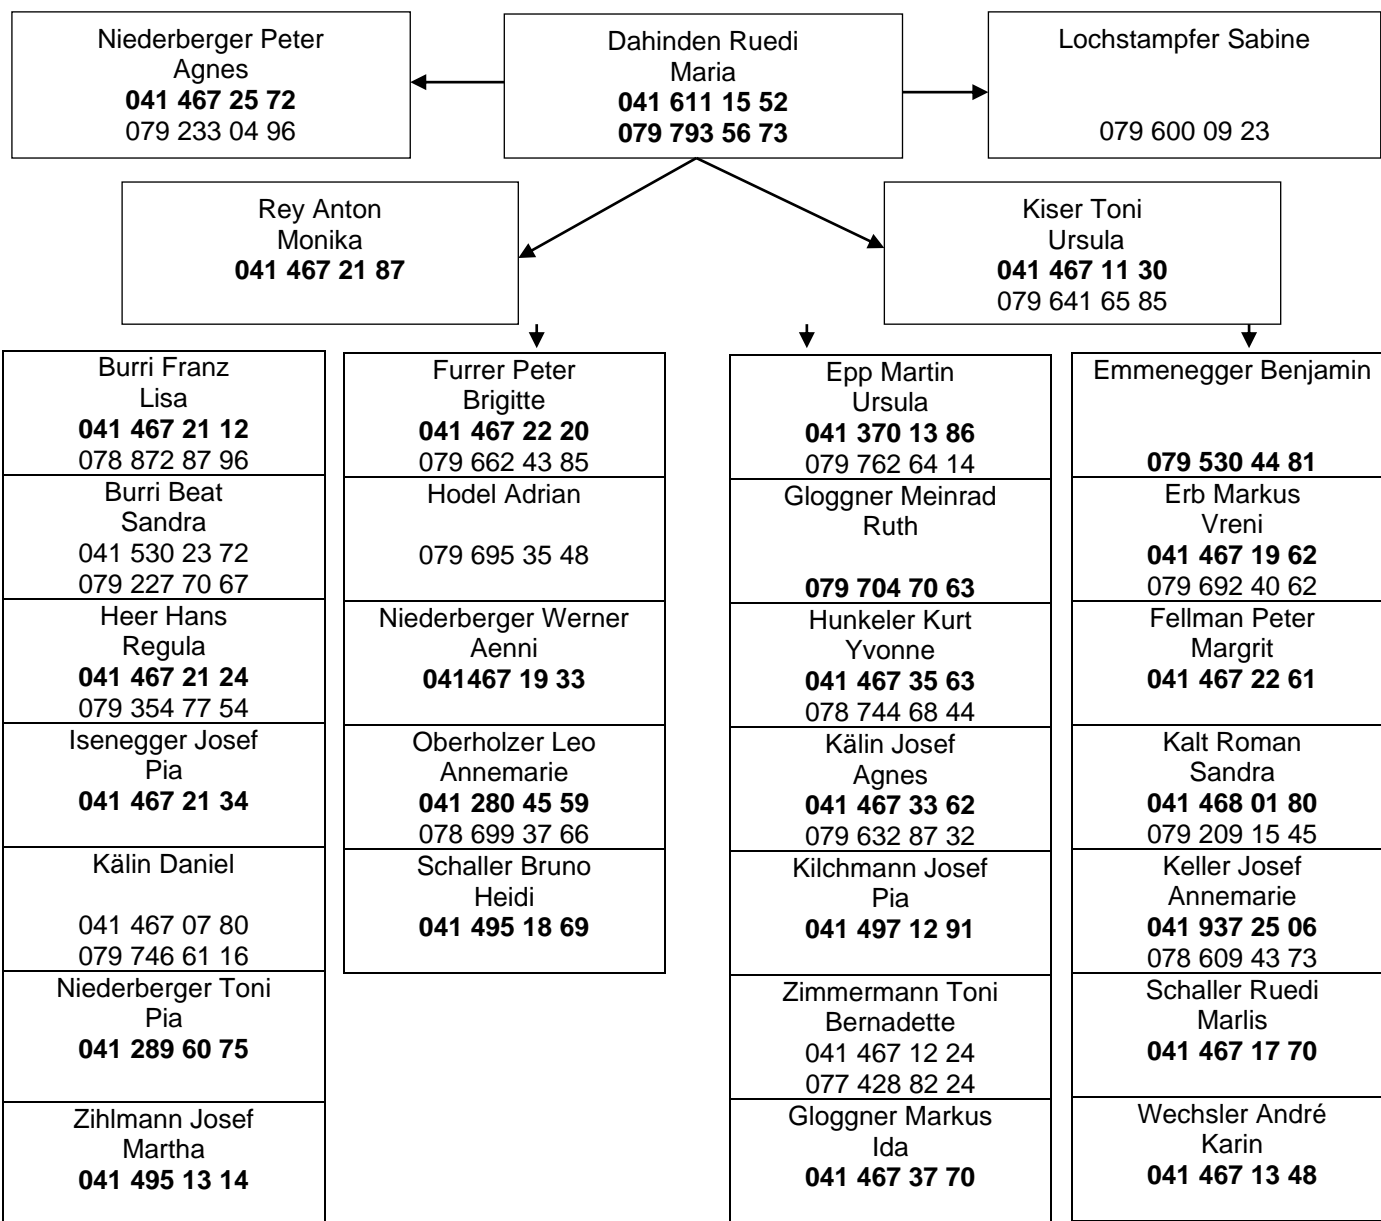 Niederberger Peter
Agnes
041 467 25 72
079 233 04 96
Dahinden Ruedi
Maria
041 611 15 52
079 793 56 73
Lochstampfer Sabine
079 600 09 23
Rey Anton
Monika
041 467 21 87
Kiser Toni
Ursula
041 467 11 30
079 641 65 85
Burri Franz
Lisa
041 467 21 12
078 872 87 96
Burri Beat
Sandra
041 530 23 72
079 227 70 67
Heer Hans
Regula
041 467 21 24
079 354 77 54
Isenegger Josef
Pia
041 467 21 34
Kälin Daniel
041 467 07 80
079 746 61 16
Niederberger Toni
Pia
041 289 60 75
Zihlmann Josef
Martha
041 495 13 14
Furrer Peter
Brigitte
041 467 22 20
079 662 43 85
Hodel Adrian
079 695 35 48
Niederberger Werner
Aenni
041467 19 33
Oberholzer Leo
Annemarie
041 280 45 59
078 699 37 66
Schaller Bruno
Heidi
041 495 18 69
Epp Martin
Ursula
041 370 13 86
079 762 64 14
Gloggner Meinrad
Ruth
079 704 70 63
Hunkeler Kurt
Yvonne
041 467 35 63
078 744 68 44
Kälin Josef
Agnes
041 467 33 62
079 632 87 32
Kilchmann Josef
Pia
041 497 12 91
Zimmermann Toni
Bernadette
041 467 12 24
077 428 82 24
Gloggner Markus
Ida
041 467 37 70
Emmenegger Benjamin
079 530 44 81
Erb Markus
Vreni
041 467 19 62
079 692 40 62
Fellman Peter
Margrit
041 467 22 61
Kalt Roman
Sandra
041 468 01 80
079 209 15 45
Keller Josef
Annemarie
041 937 25 06
078 609 43 73
Schaller Ruedi
Marlis
041 467 17 70
Wechsler André
Karin
041 467 13 48